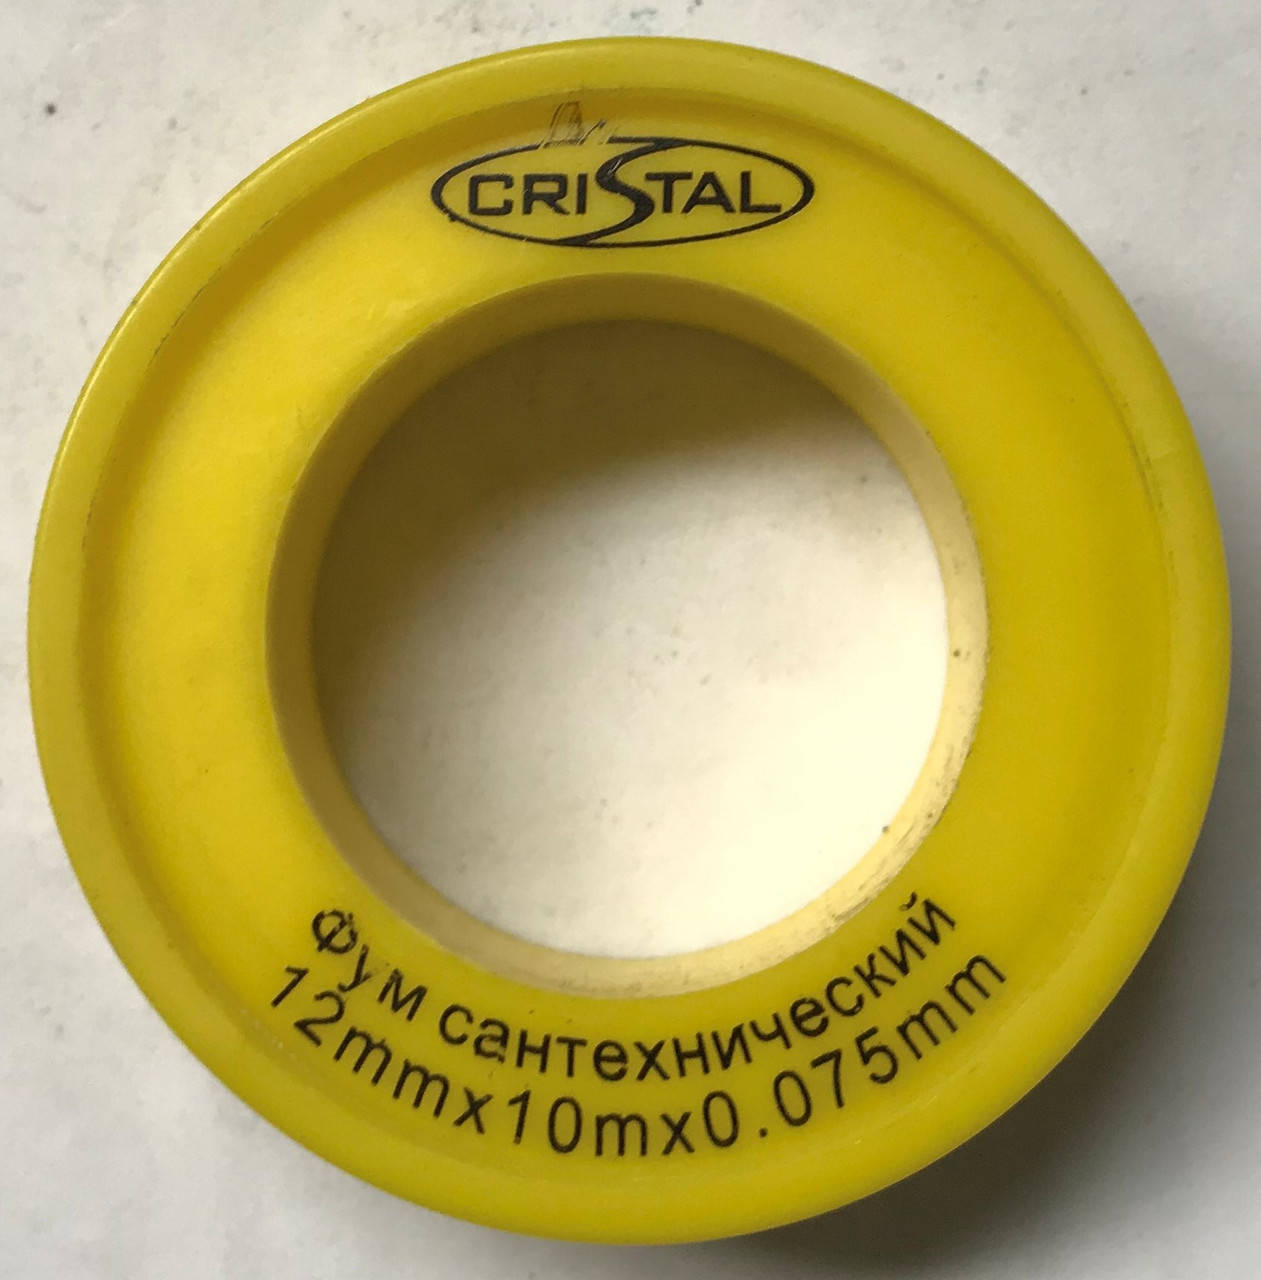 CRISTAL
Фум сантехнический
12mmx10mx0.075mm